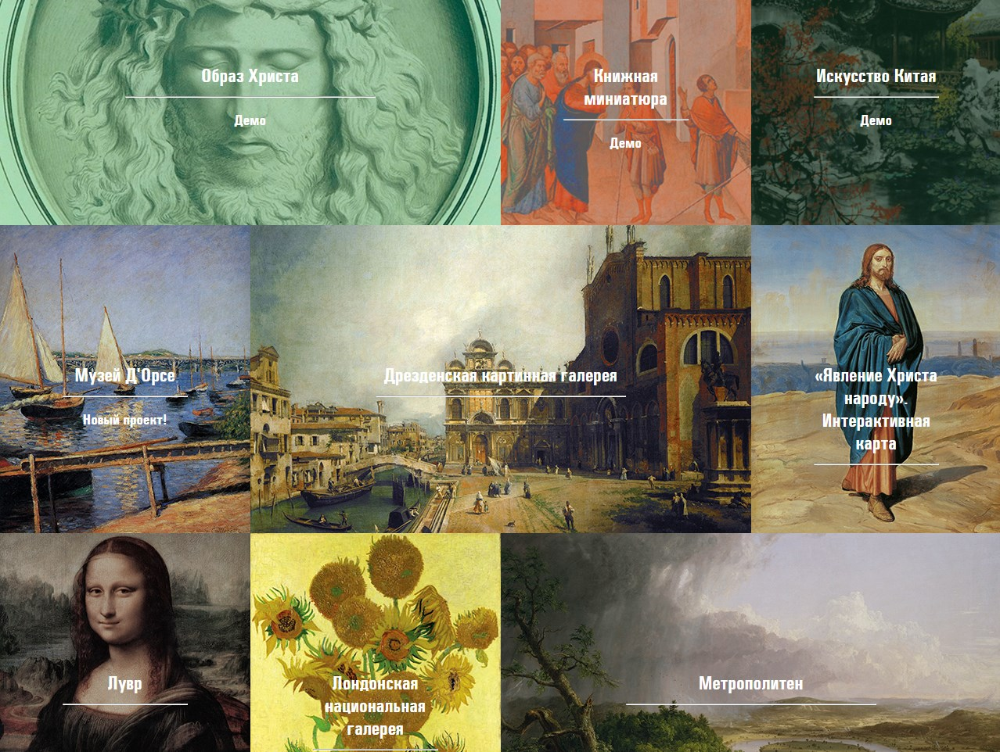 Образ Христа
Демо
Книжная
миниатюра
Демо
Искусство Китая
Демо
Музей Д'Орсе
Новый проект!
Дрезденская картинная галерея
«Явление Христа
народу».
Интерактивная
карта
Лувр
Лондонская
национальная
галерея
Метрополитен